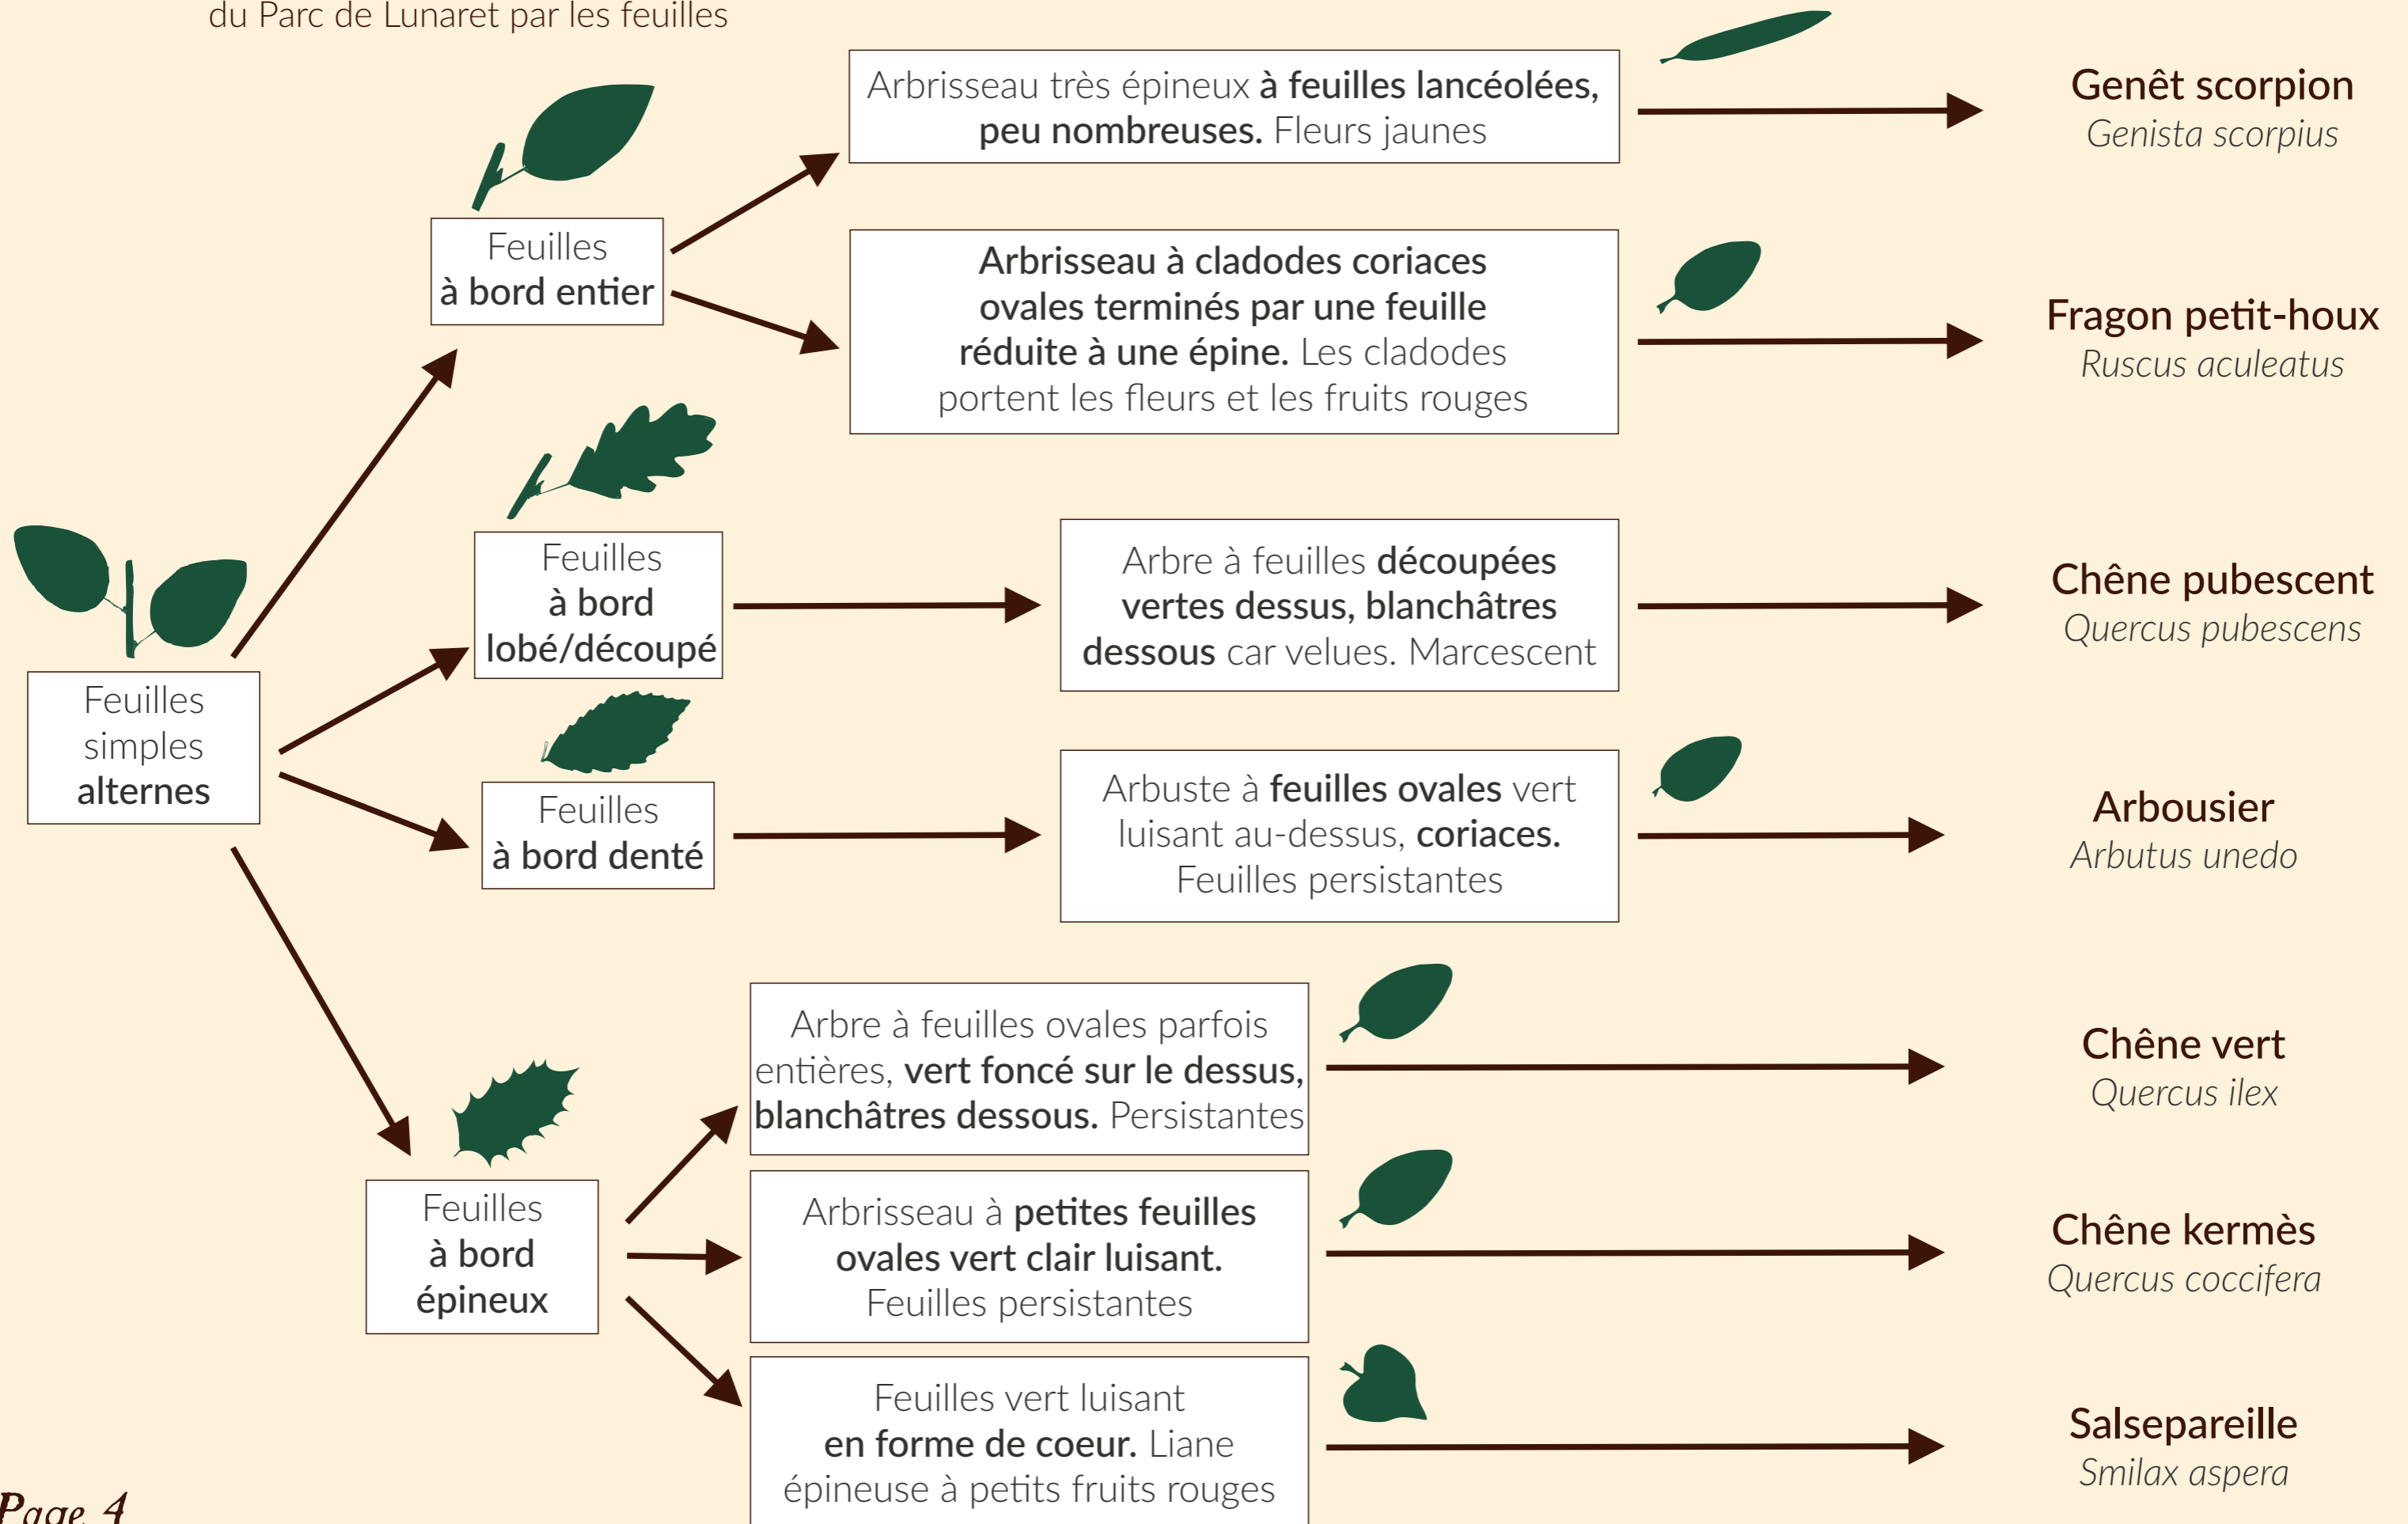 du Parc de Lunaret par les feuilles
Arbrisseau très épineux à feuilles lancéolées,
peu nombreuses. Fleurs jaunes
Genêt scorpion
Genista scorpius
Feuilles
à bord entier
Arbrisseau à cladodes coriaces
ovales terminés par une feuille
réduite à une épine. Les cladodes
portent les fleurs et les fruits rouges
Fragon petit-houx
Ruscus aculeatus
Feuilles
simples
alternes
Feuilles
à bord
lobé/découpé
Arbre à feuilles découpées
vertes dessus, blanchâtres
dessous car velues. Marcescent
Chêne pubescent
Quercus pubescens
Feuilles
à bord denté
Arbuste à feuilles ovales vert
luisant au-dessus, coriaces.
Feuilles persistantes
Arbousier
Arbutus unedo
Feuilles
à bord
épineux
Arbre à feuilles ovales parfois
entières, vert foncé sur le dessus,
blanchâtres dessous. Persistantes
Chêne vert
Quercus ilex
Arbrisseau à petites feuilles
ovales vert clair luisant.
Feuilles persistantes
Chêne kermès
Quercus coccifera
Feuilles vert luisant
en forme de coeur. Liane
épineuse à petits fruits rouges
Salsepareille
Smilax aspera
Page 4